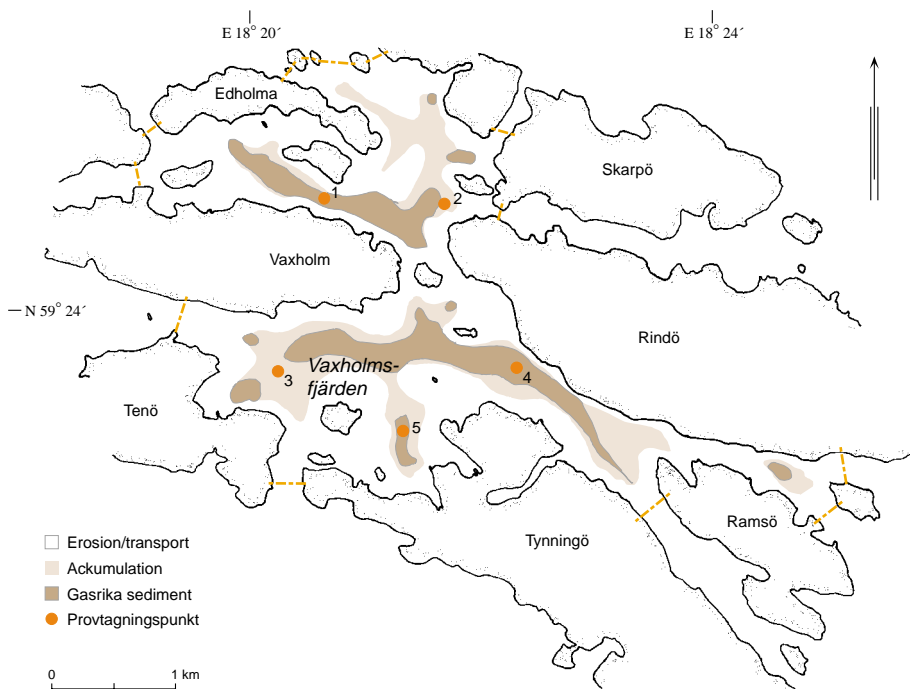 E 18° 20´
E 18° 24´
Edholma
Skarpö
1
2
Vaxholm
N 59° 24´
Rindö
Vaxholms-
fjärden
3
4
Tenö
5
Ramsö
Tynningö
Erosion/transport
Ackumulation
Gasrika sediment
Provtagningspunkt
0
1 km